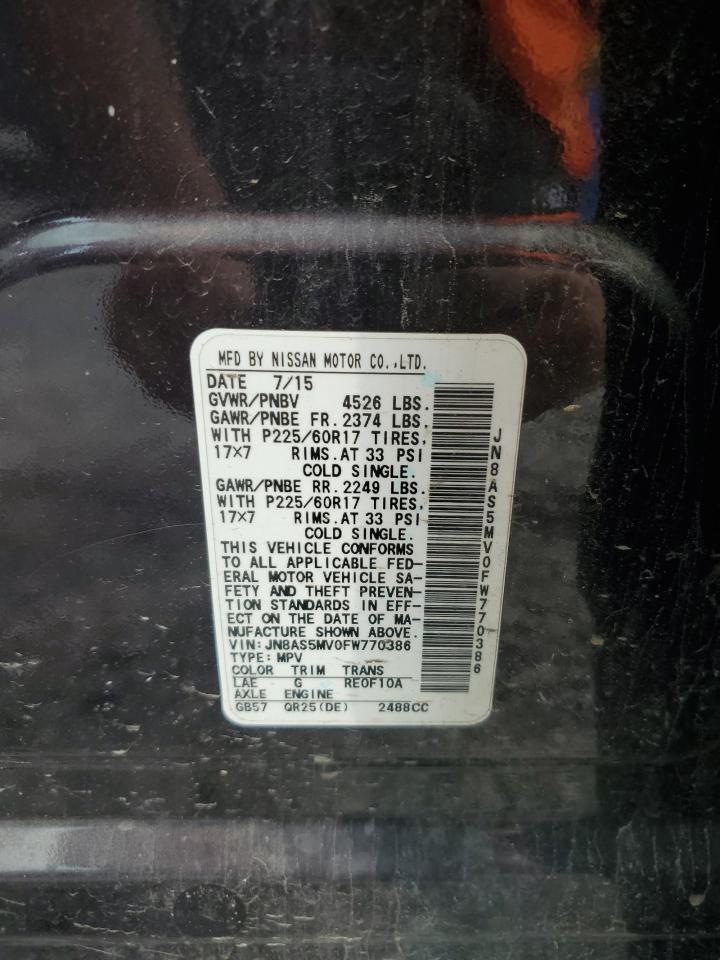 MFD BY NISSAN MOTOR CO.,LTD.
DATE 7/15
GVWR/PNBV 4526 LBS.
GAWR/PNBE FR. 2374 LBS.
WITH P225/60R17 TIRES,
17×7 RIMS.AT 33 PSI
COLD SINGLE.
GAWR/PNBE RR. 2249 LBS.
WITH P225/60R17 TIRES,
17×7 RIMS.AT 33 PSI
COLD SINGLE.
THIS VEHICLE CONFORMS
TO ALL APPLICABLE FED-
ERAL MOTOR VEHICLE SA-
FETY AND THEFT PREVEN-
TION STANDARDS IN EFF-
ECT ON THE DATE OF MA-
NUFACTURE SHOWN ABOVE.
VIN:JN8AS5MV0FW770386
TYPE:MPV
COLOR TRIM TRANS
LAE G RE0F10A
AXLE ENGINE
GB57 QR25(DE) 2488CC
JN8AS5MV0FW770386